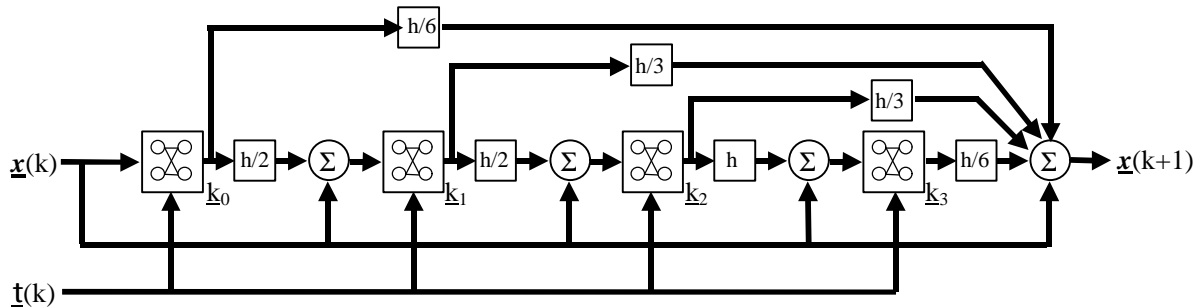 h/6
h/3
h/3
x(k)
h/2
Σ
h/2
Σ
h
Σ
h/6
Σ
x(k+1)
k0
k1
k2
k3
t(k)